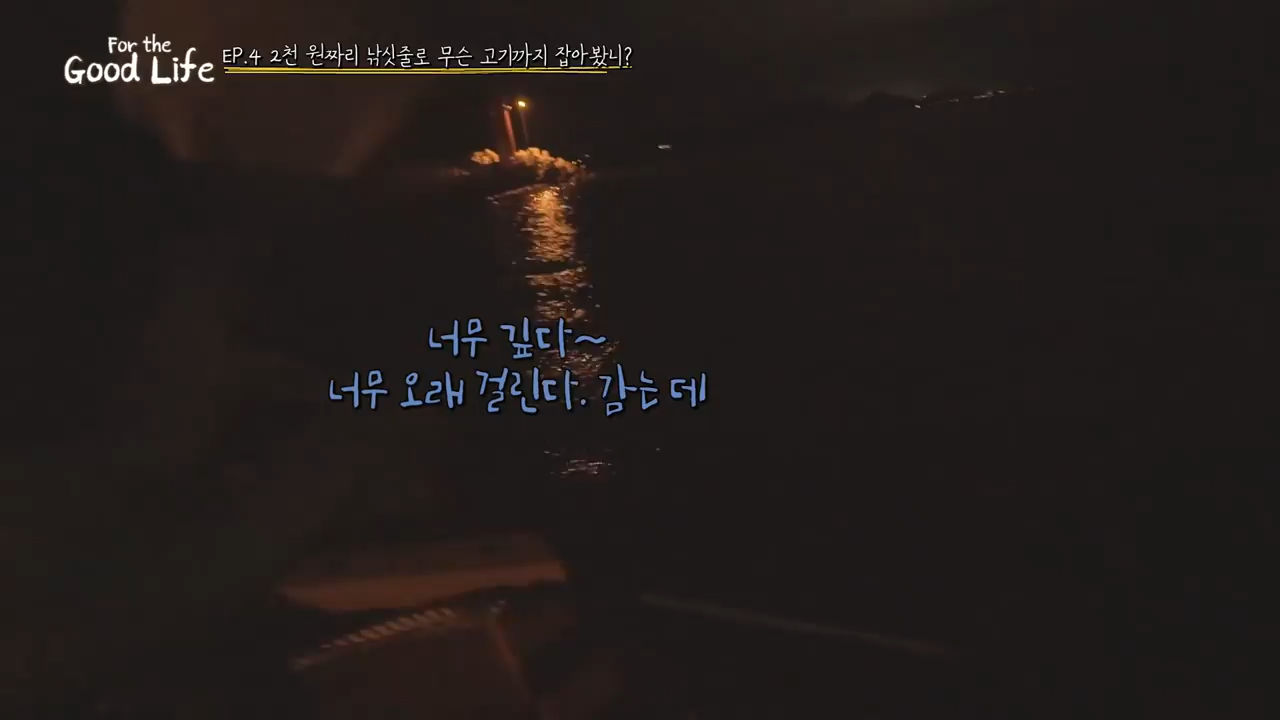 For the
Good Life
EP.4 2천 원짜리 낚싯줄로 무슨 고기까지 잡아봤니?
너무 깊다~
너무 오래 걸린다. 감는 데